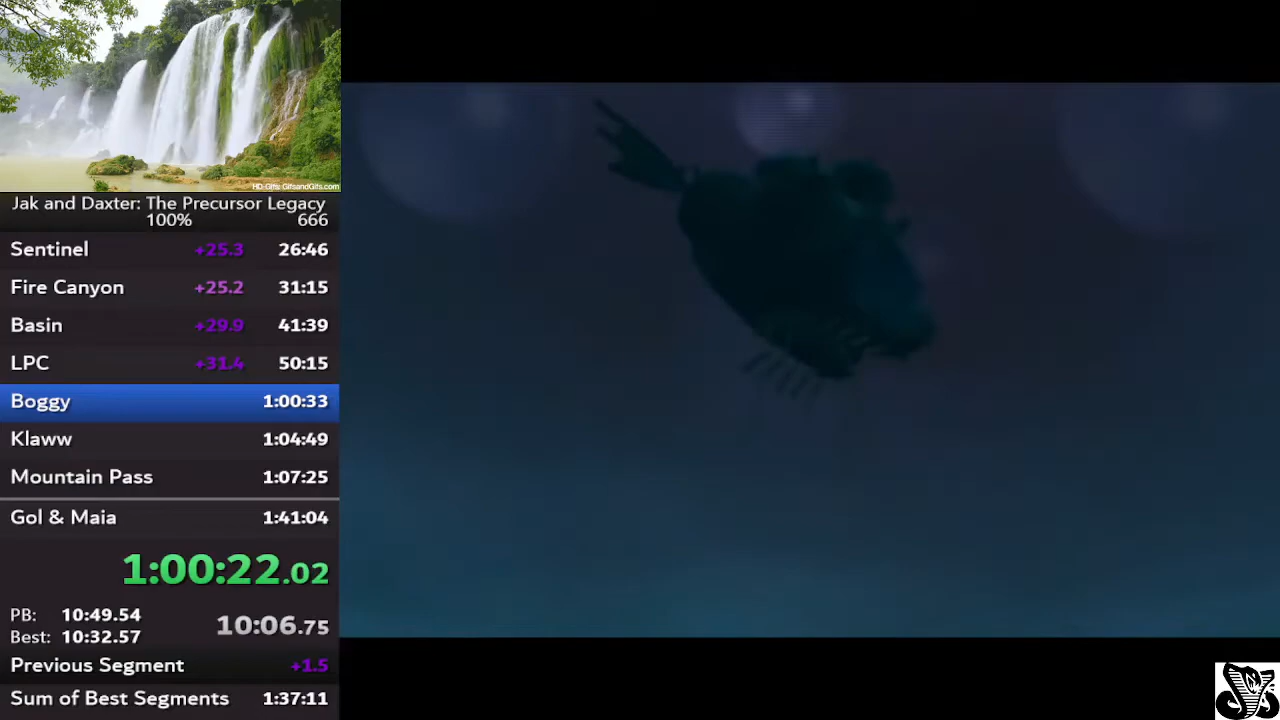 HD Gifs: GifsandGifs.com
Jak and Daxter: The Precursor Legacy
100% 666
Sentinel +25.3 26:46
Fire Canyon +25.2 31:15
Basin +29.9 41:39
LPC +31.4 50:15
Boggy 1:00:33
Klaww 1:04:49
Mountain Pass 1:07:25
Gol & Maia 1:41:04
1:00:22.02
PB: 10:49.54
Best: 10:32.57
10:06.75
Previous Segment +1.5
Sum of Best Segments 1:37:11